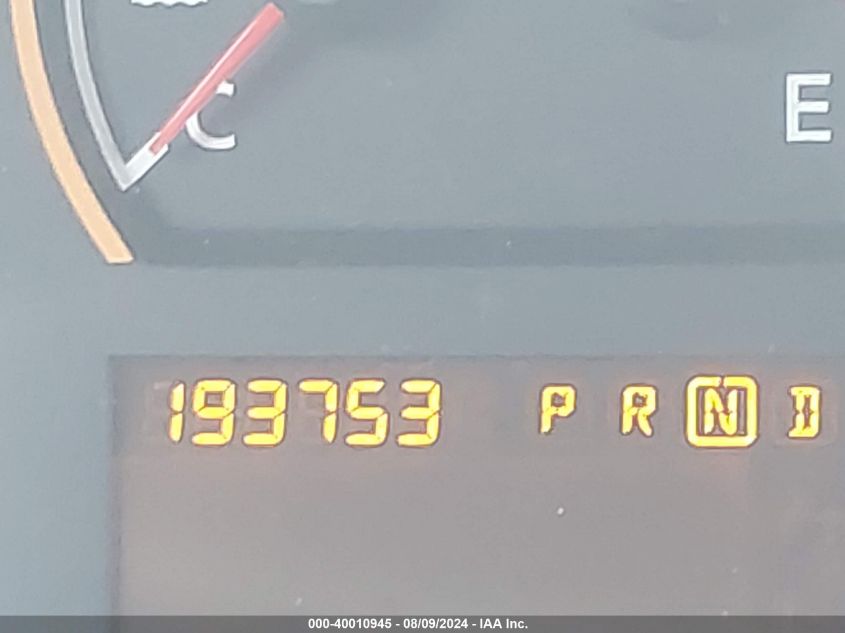 C
E
193753 P R N D
000-40010945 - 08/09/2024 - IAA Inc.